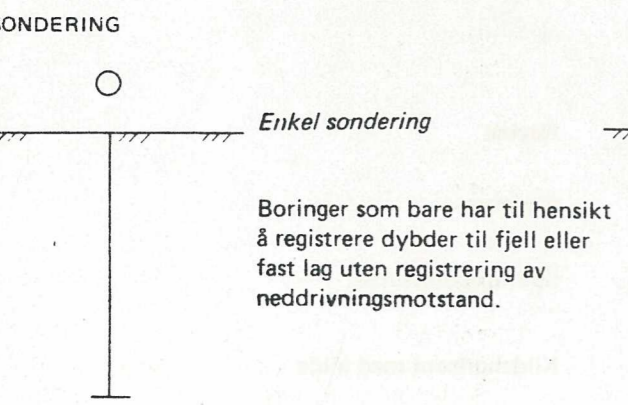 SONDERING
Enkel sondering
Boringer som bare har til hensikt
å registrere dybder til fjell eller
fast lag uten registrering av
neddrivningsmotstand.